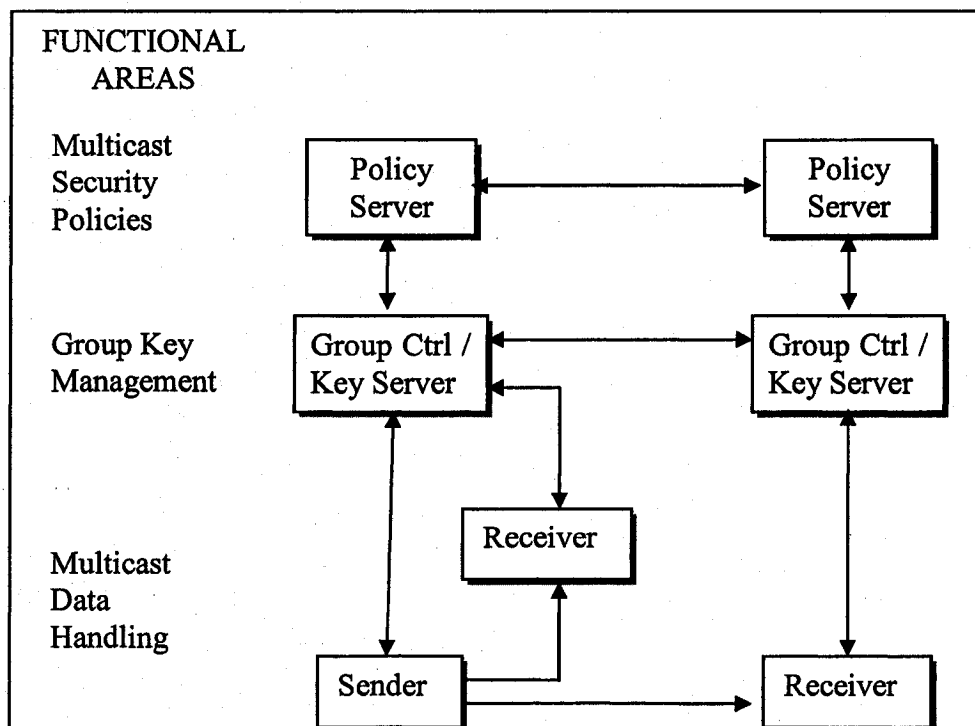 FUNCTIONAL
AREAS
Multicast
Security
Policies
Policy
Server
Policy
Server
Group Key
Management
Group Ctrl /
Key Server
Group Ctrl /
Key Server
Multicast
Data
Handling
Receiver
Sender
Receiver